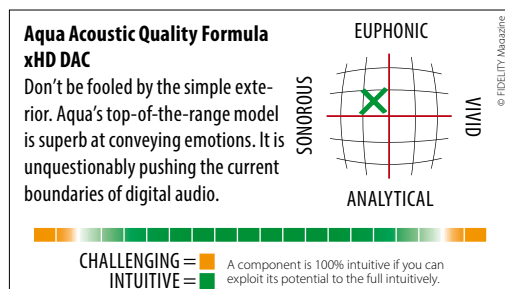 Aqua Acoustic Quality Formula
xHD DAC
Don't be fooled by the simple exte-
rior. Aqua's top-of-the-range model
is superb at conveying emotions. It is
unquestionably pushing the current
boundaries of digital audio.
EUPHONIC
SONOROUS
VIVID
ANALYTICAL
© FIDELITY Magazine
CHALLENGING =
INTUITIVE =
A component is 100% intuitive if you can
exploit its potential to the full intuitively.